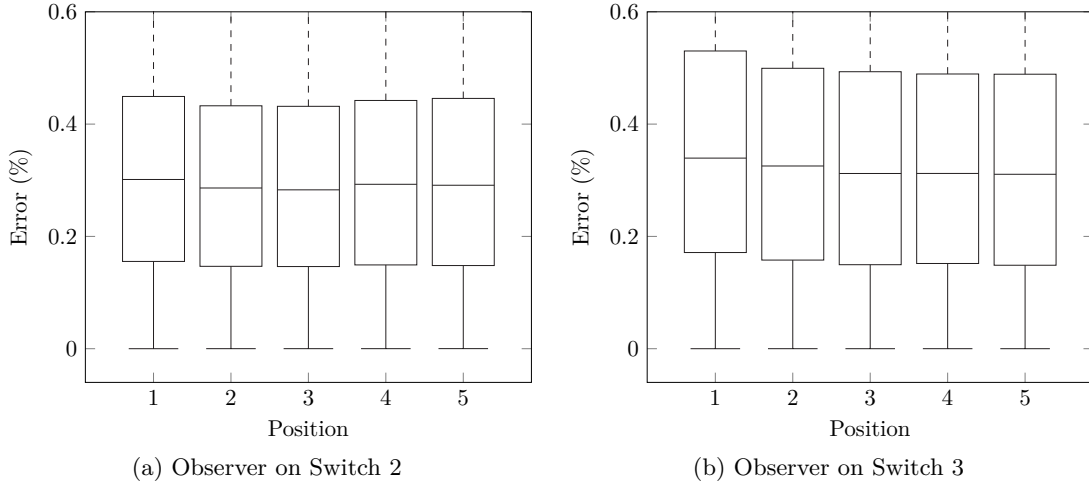 0.6
0.4
0.2
0
Error (%)
1 2 3 4 5
Position
(a) Observer on Switch 2
0.6
0.4
0.2
0
Error (%)
1 2 3 4 5
Position
(b) Observer on Switch 3